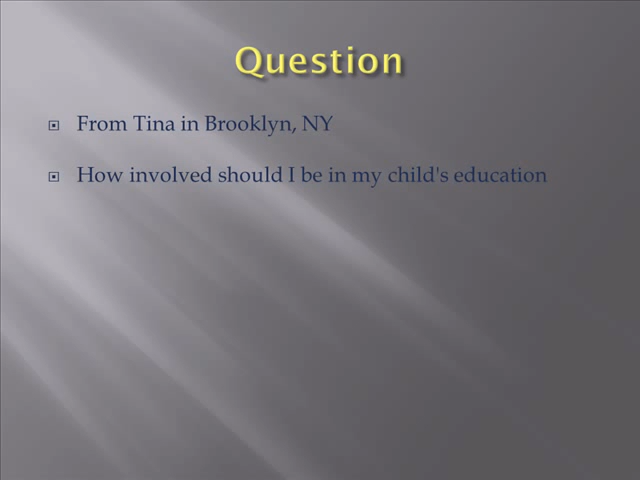 Question
From Tina in Brooklyn, NY
How involved should I be in my child's education